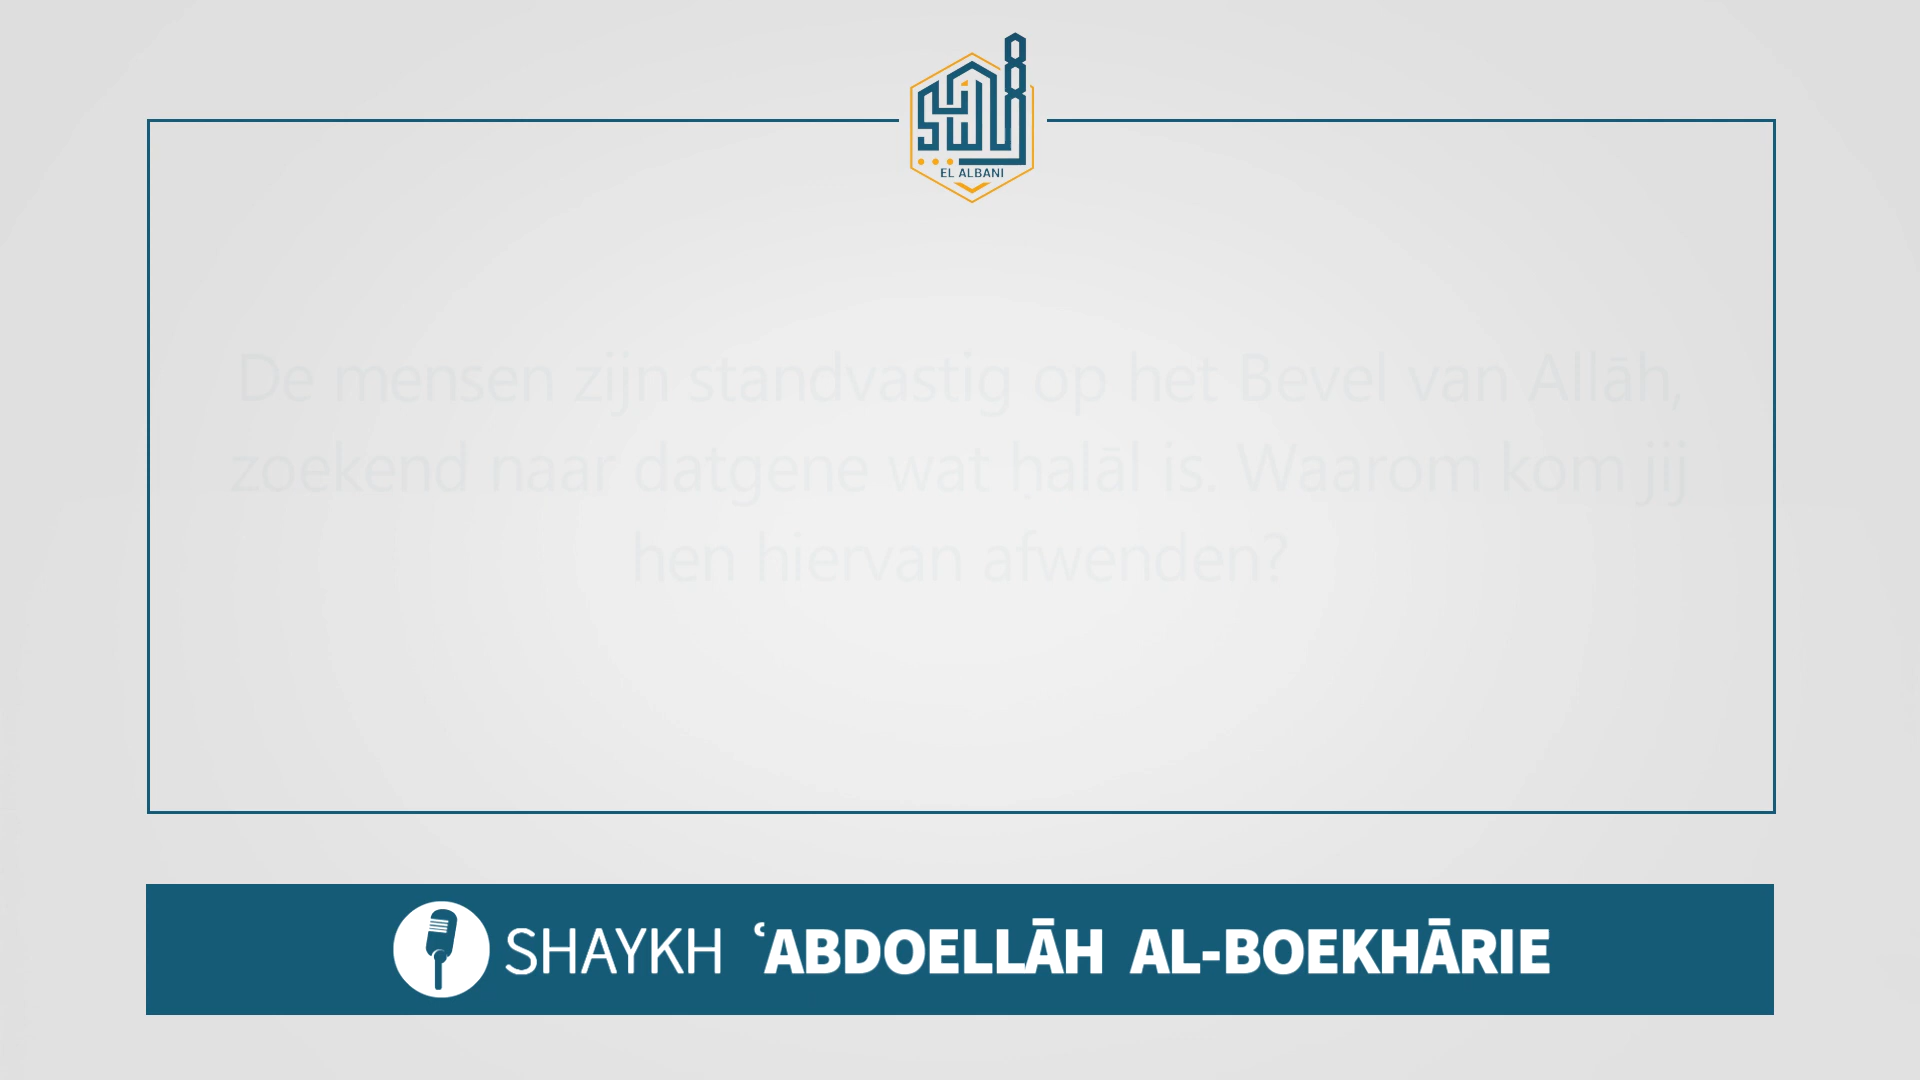 EL ALBANI
De mensen zijn standvastig op het Bevel van Allāh,
zoekend naar datgene wat ḥalāl is. Waarom kom jij
hen hiervan afwenden?
SHAYKH ʿABDOELLĀH AL-BOEKHĀRIE